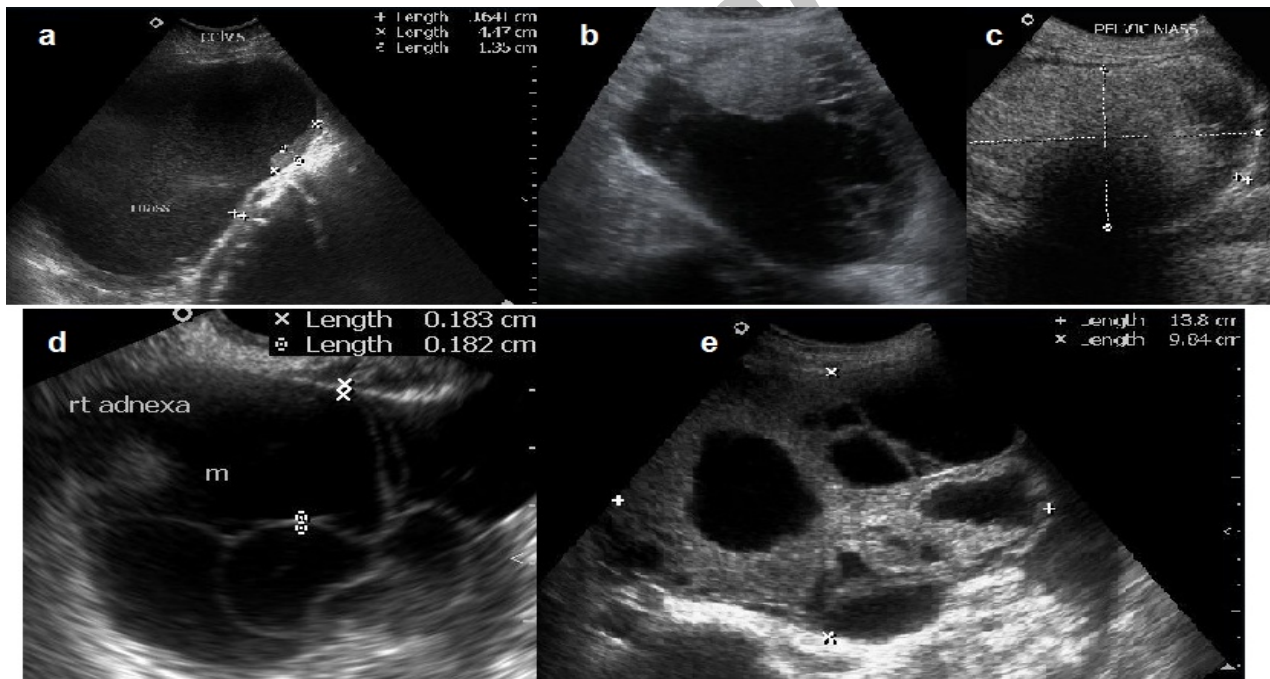 a
+ Length
× Length 4.47 cm
Length 1.35 cm
mass
b
c
PELVIC MASS
d
× Length 0.183 cm
Length 0.182 cm
rt adnexa
m
e
+ Length 13.8 cm
× Length 9.84 cm